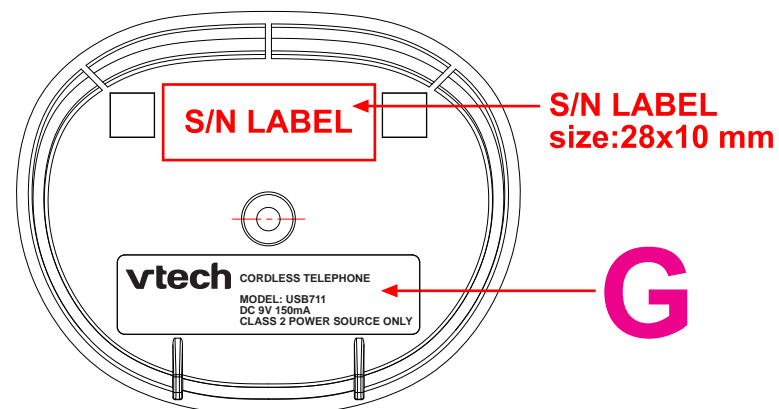 S/N LABEL
S/N LABEL
size:28x10 mm
vtech CORDLESS TELEPHONE
MODEL: USB711
DC 9V 150mA
CLASS 2 POWER SOURCE ONLY
G